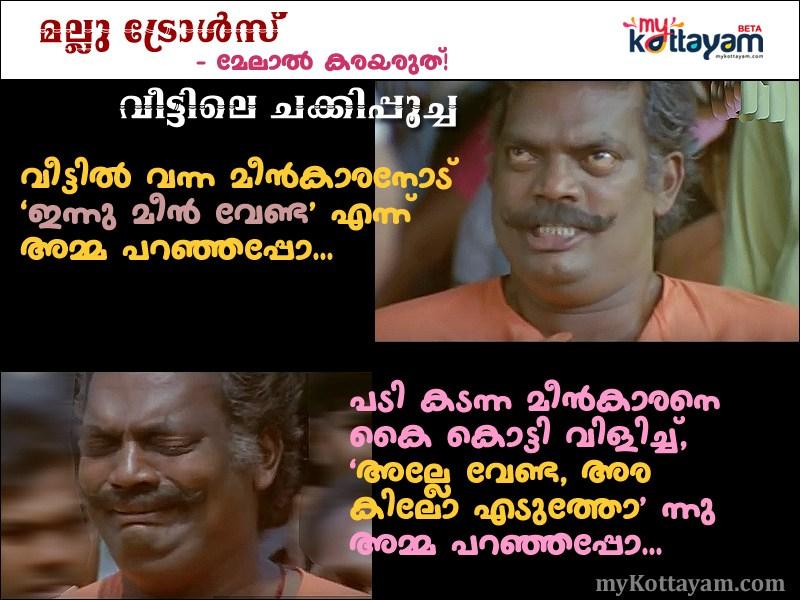 മല്ലു ട്രോൾസ്
- മേലാൽ കരയരുത്!
my
kottayam BETA
mykottayam.com
വീട്ടിലെ ചക്കിപ്പൂച്ച
വീട്ടിൽ വന്ന മീൻകാരനോട്
‘ഇന്നു മീൻ വേണ്ട’ എന്ന്
അമ്മ പറഞ്ഞപ്പോ...
പടി കടന്ന മീൻകാരനെ
കൈ കൊട്ടി വിളിച്ച്,
‘അല്ലേ വേണ്ട, അര
കിലോ എടുത്തോ’ ന്നു
അമ്മ പറഞ്ഞപ്പോ...
myKottayam.com